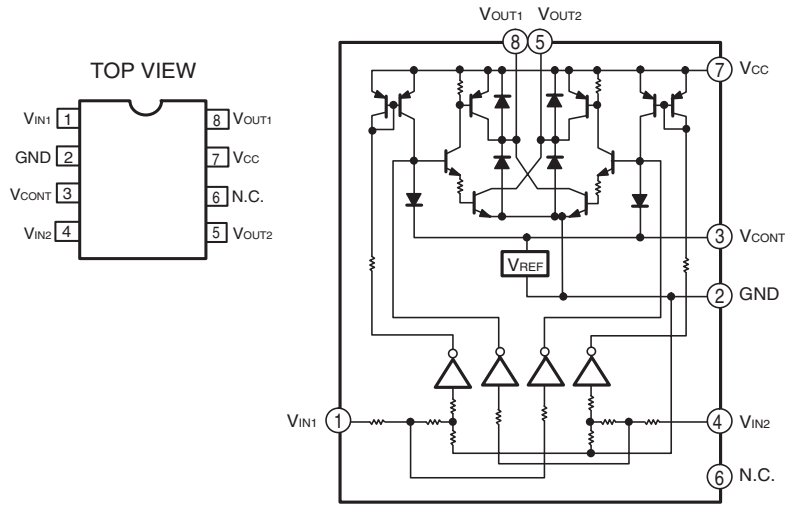 TOP VIEW
VIN1 1
GND 2
VCONT 3
VIN2 4
8 VOUT1
7 VCC
6 N.C.
5 VOUT2
VOUT1 VOUT2
8 5
7 VCC
3 VCONT
VREF
2 GND
VIN1 1
4 VIN2
6 N.C.